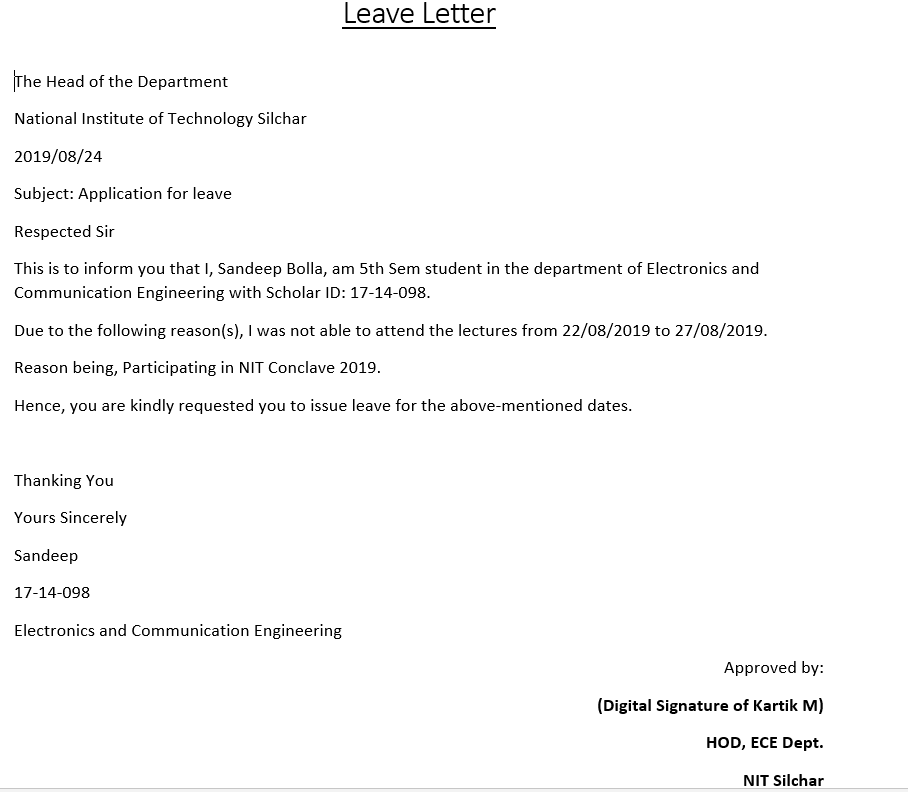 Leave Letter
The Head of the Department
National Institute of Technology Silchar
2019/08/24
Subject: Application for leave
Respected Sir
This is to inform you that I, Sandeep Bolla, am 5th Sem student in the department of Electronics and
Communication Engineering with Scholar ID: 17-14-098.
Due to the following reason(s), I was not able to attend the lectures from 22/08/2019 to 27/08/2019.
Reason being, Participating in NIT Conclave 2019.
Hence, you are kindly requested you to issue leave for the above-mentioned dates.
Thanking You
Yours Sincerely
Sandeep
17-14-098
Electronics and Communication Engineering
Approved by:
(Digital Signature of Kartik M)
HOD, ECE Dept.
NIT Silchar